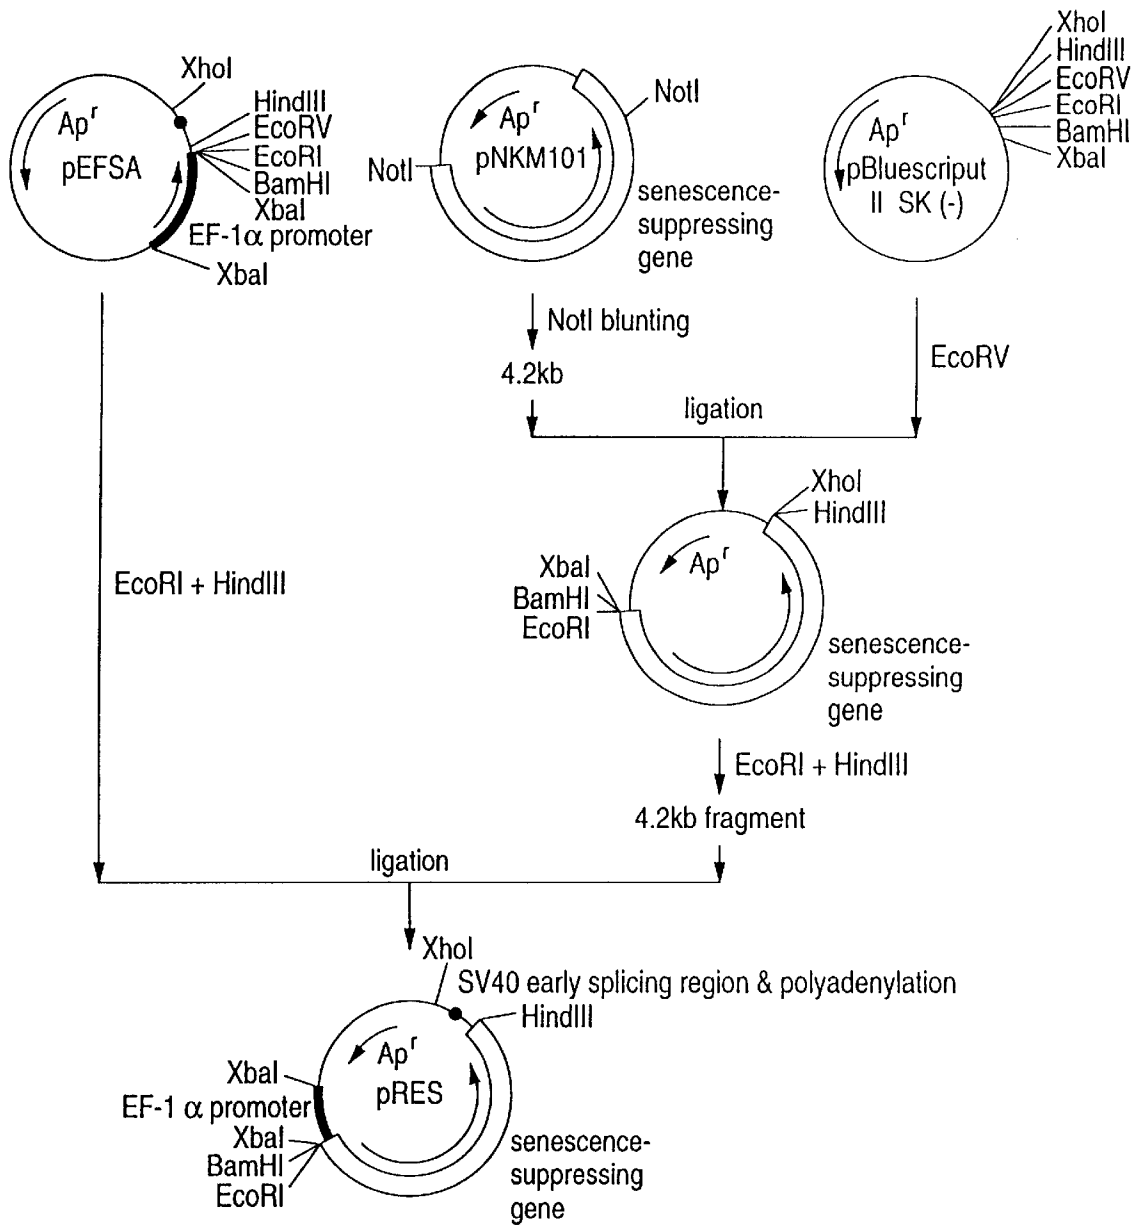 XhoI
HindIII
EcoRV
EcoRI
BamHI
XbaI
Ap^r
pEFSA
EF-1α promoter
XbaI
NotI
Ap^r
pNKM101
NotI
senescence-
suppressing
gene
XhoI
HindIII
EcoRV
EcoRI
BamHI
XbaI
Ap^r
pBluescriput
II SK (-)
NotI blunting
4.2kb
EcoRV
ligation
XhoI
HindIII
Ap^r
XbaI
BamHI
EcoRI
senescence-
suppressing
gene
EcoRI + HindIII
EcoRI + HindIII
4.2kb fragment
ligation
XhoI
SV40 early splicing region & polyadenylation
HindIII
Ap^r
pRES
XbaI
EF-1 α promoter
XbaI
BamHI
EcoRI
senescence-
suppressing
gene